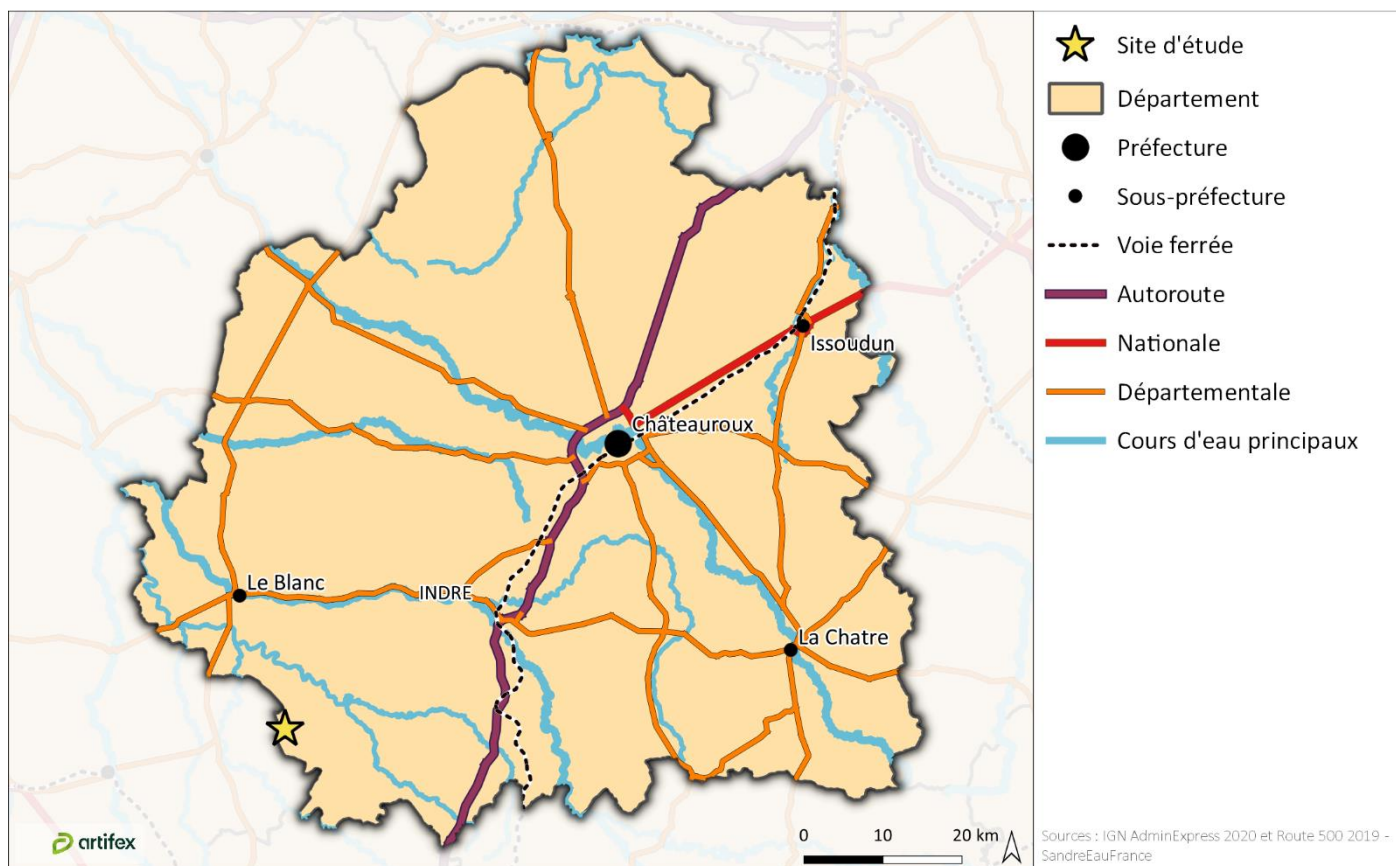 Site d'étude
Département
Préfecture
Sous-préfecture
Voie ferrée
Autoroute
Nationale
Départementale
Cours d'eau principaux
Issoudun
Châteauroux
Le Blanc
INDRE
La Chatre
artifex
0 10 20 km
Sources : IGN AdminExpress 2020 et Route 500 2019 -
SandreEauFrance